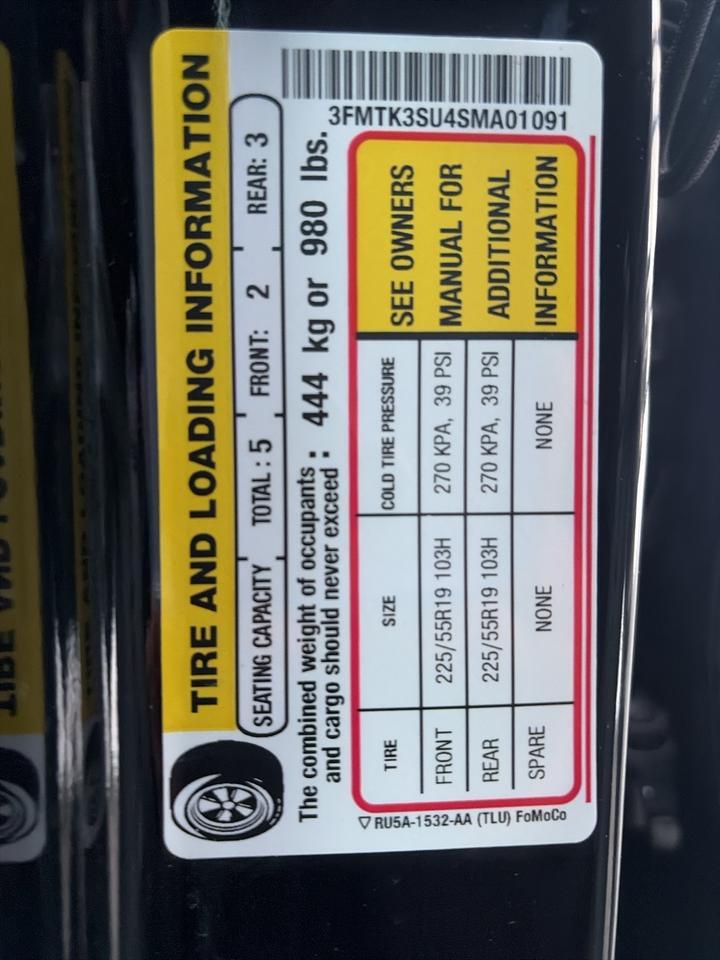 TIRE AND LOADING INFORMATION
SEATING CAPACITY TOTAL: 5 FRONT: 2 REAR: 3
The combined weight of occupants
and cargo should never exceed : 444 kg or 980 lbs.
3FMTK3SU4SMA01091
TIRE SIZE COLD TIRE PRESSURE
FRONT 225/55R19 103H 270 KPA, 39 PSI
REAR 225/55R19 103H 270 KPA, 39 PSI
SPARE NONE NONE
SEE OWNERS
MANUAL FOR
ADDITIONAL
INFORMATION
RU5A-1532-AA (TLU) FoMoCo